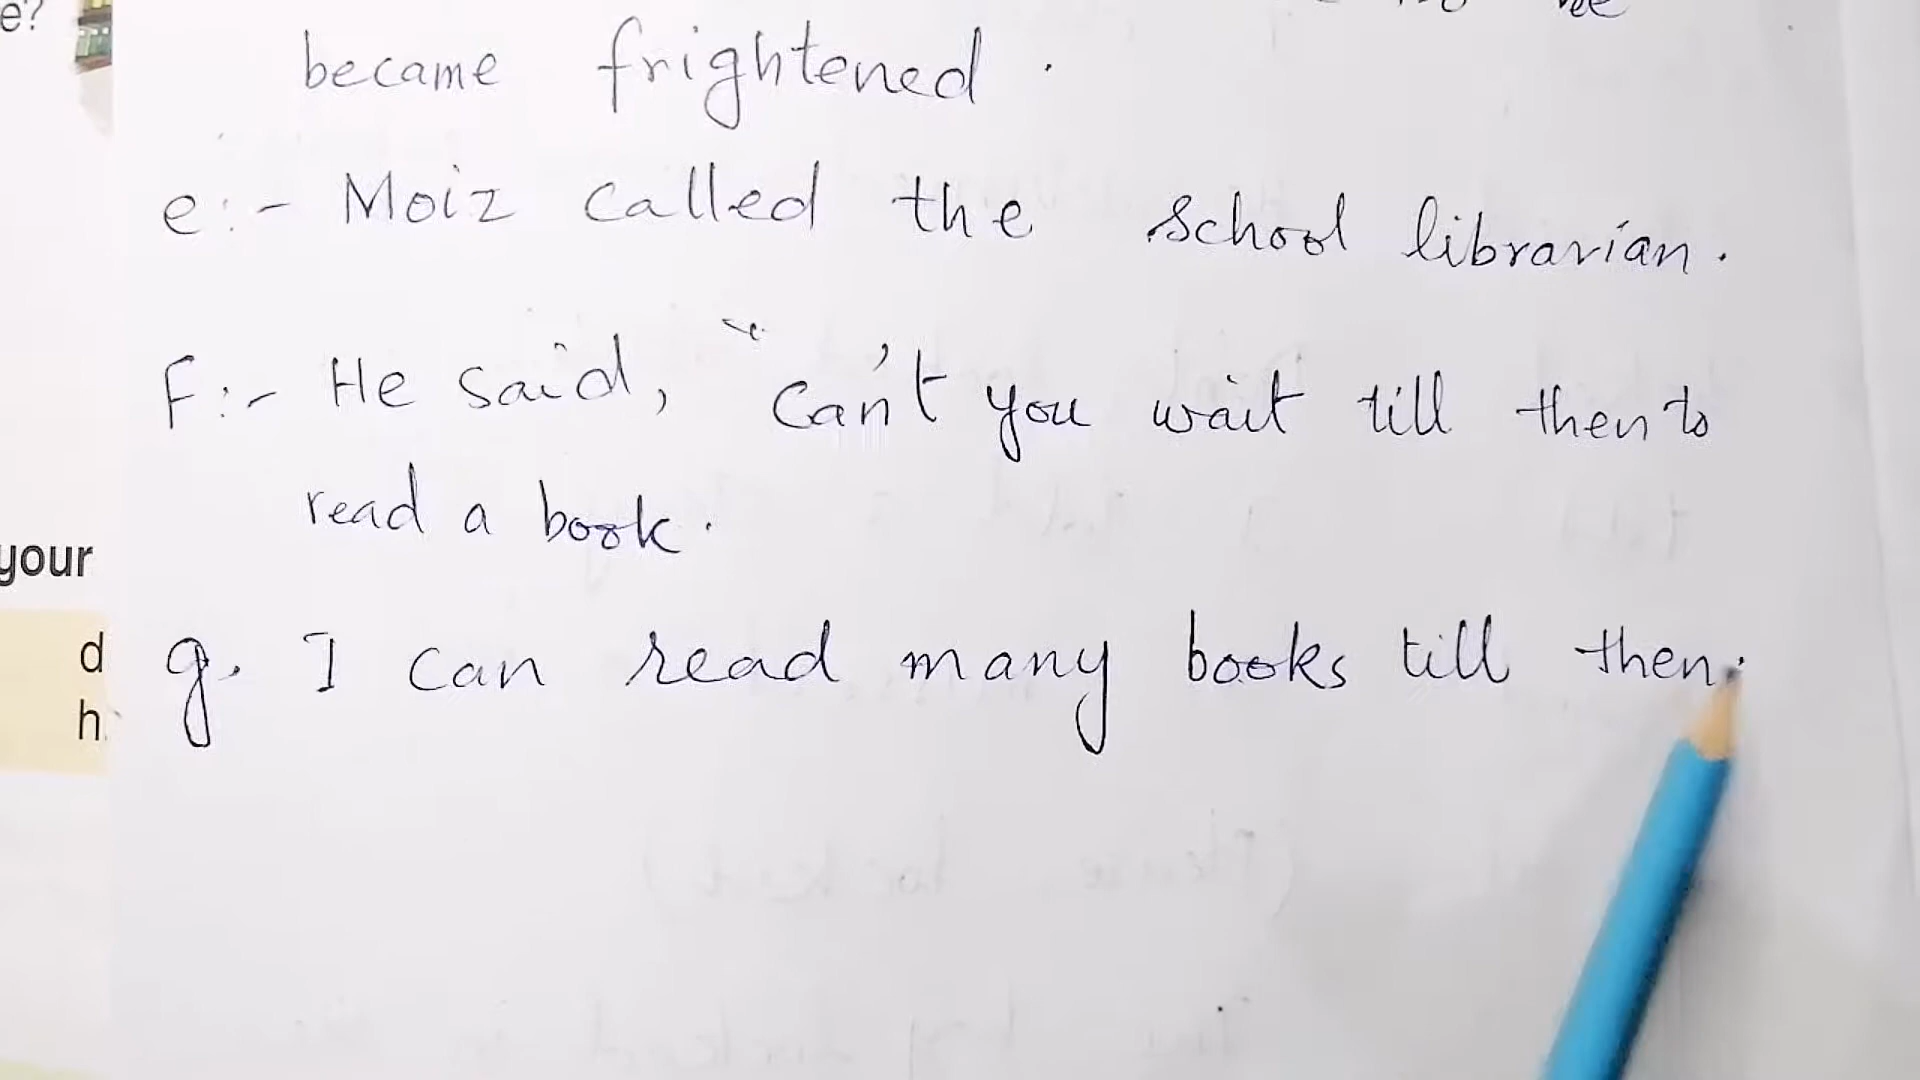 e?
became frightened.
e:- Moiz called the school librarian.
F:- He said, "Can't you wait till then to
read a book.
your
d
g. I can read many books till then.
h